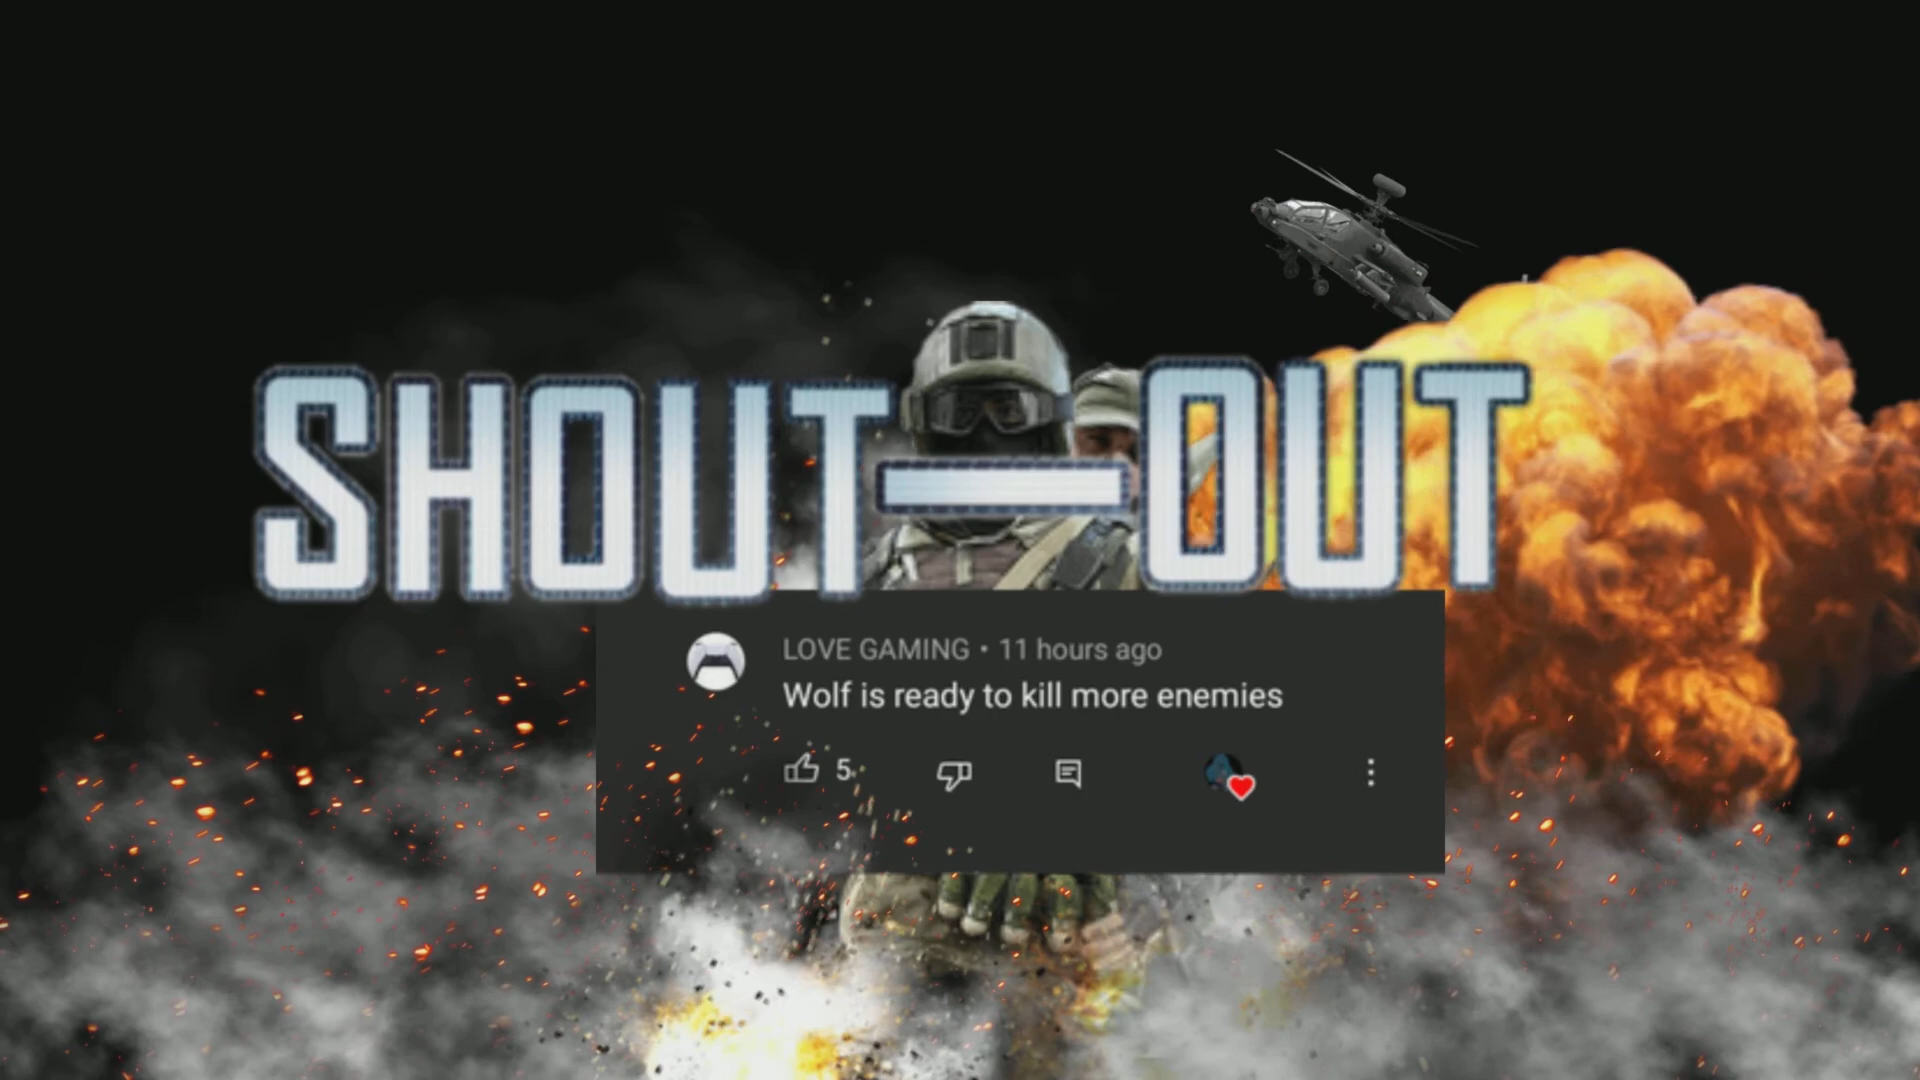 SHOUT-OUT
LOVE GAMING • 11 hours ago
Wolf is ready to kill more enemies
5